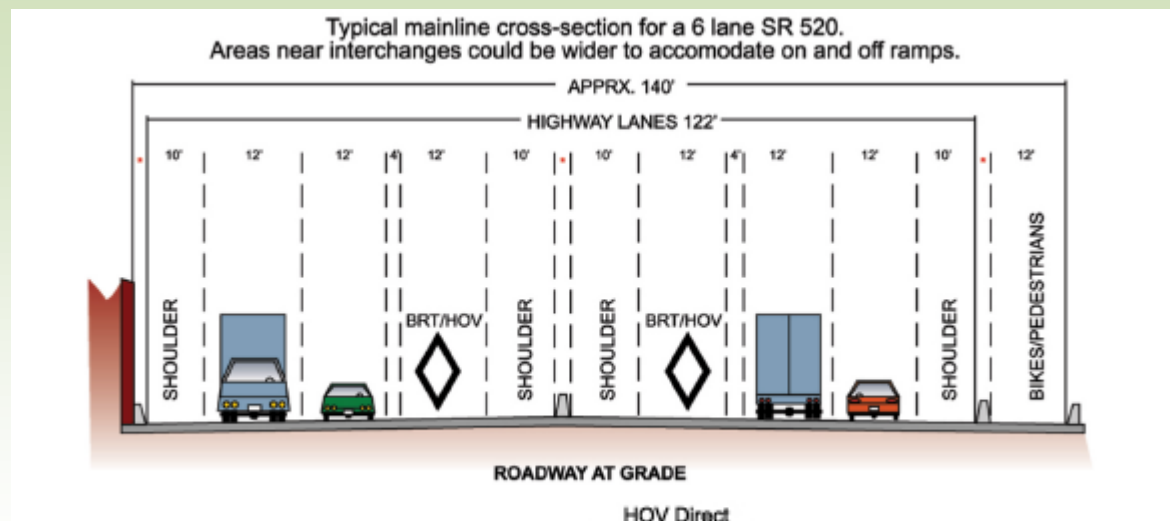 Typical mainline cross-section for a 6 lane SR 520.
Areas near interchanges could be wider to accomodate on and off ramps.
APPRX. 140'
HIGHWAY LANES 122'
10' 12' 12' 4' 12' 10' 10' 12' 4' 12' 12' 10' 12'
SHOULDER
BRT/HOV
SHOULDER
SHOULDER
BRT/HOV
SHOULDER
BIKES/PEDESTRIANS
ROADWAY AT GRADE
HOV Direct